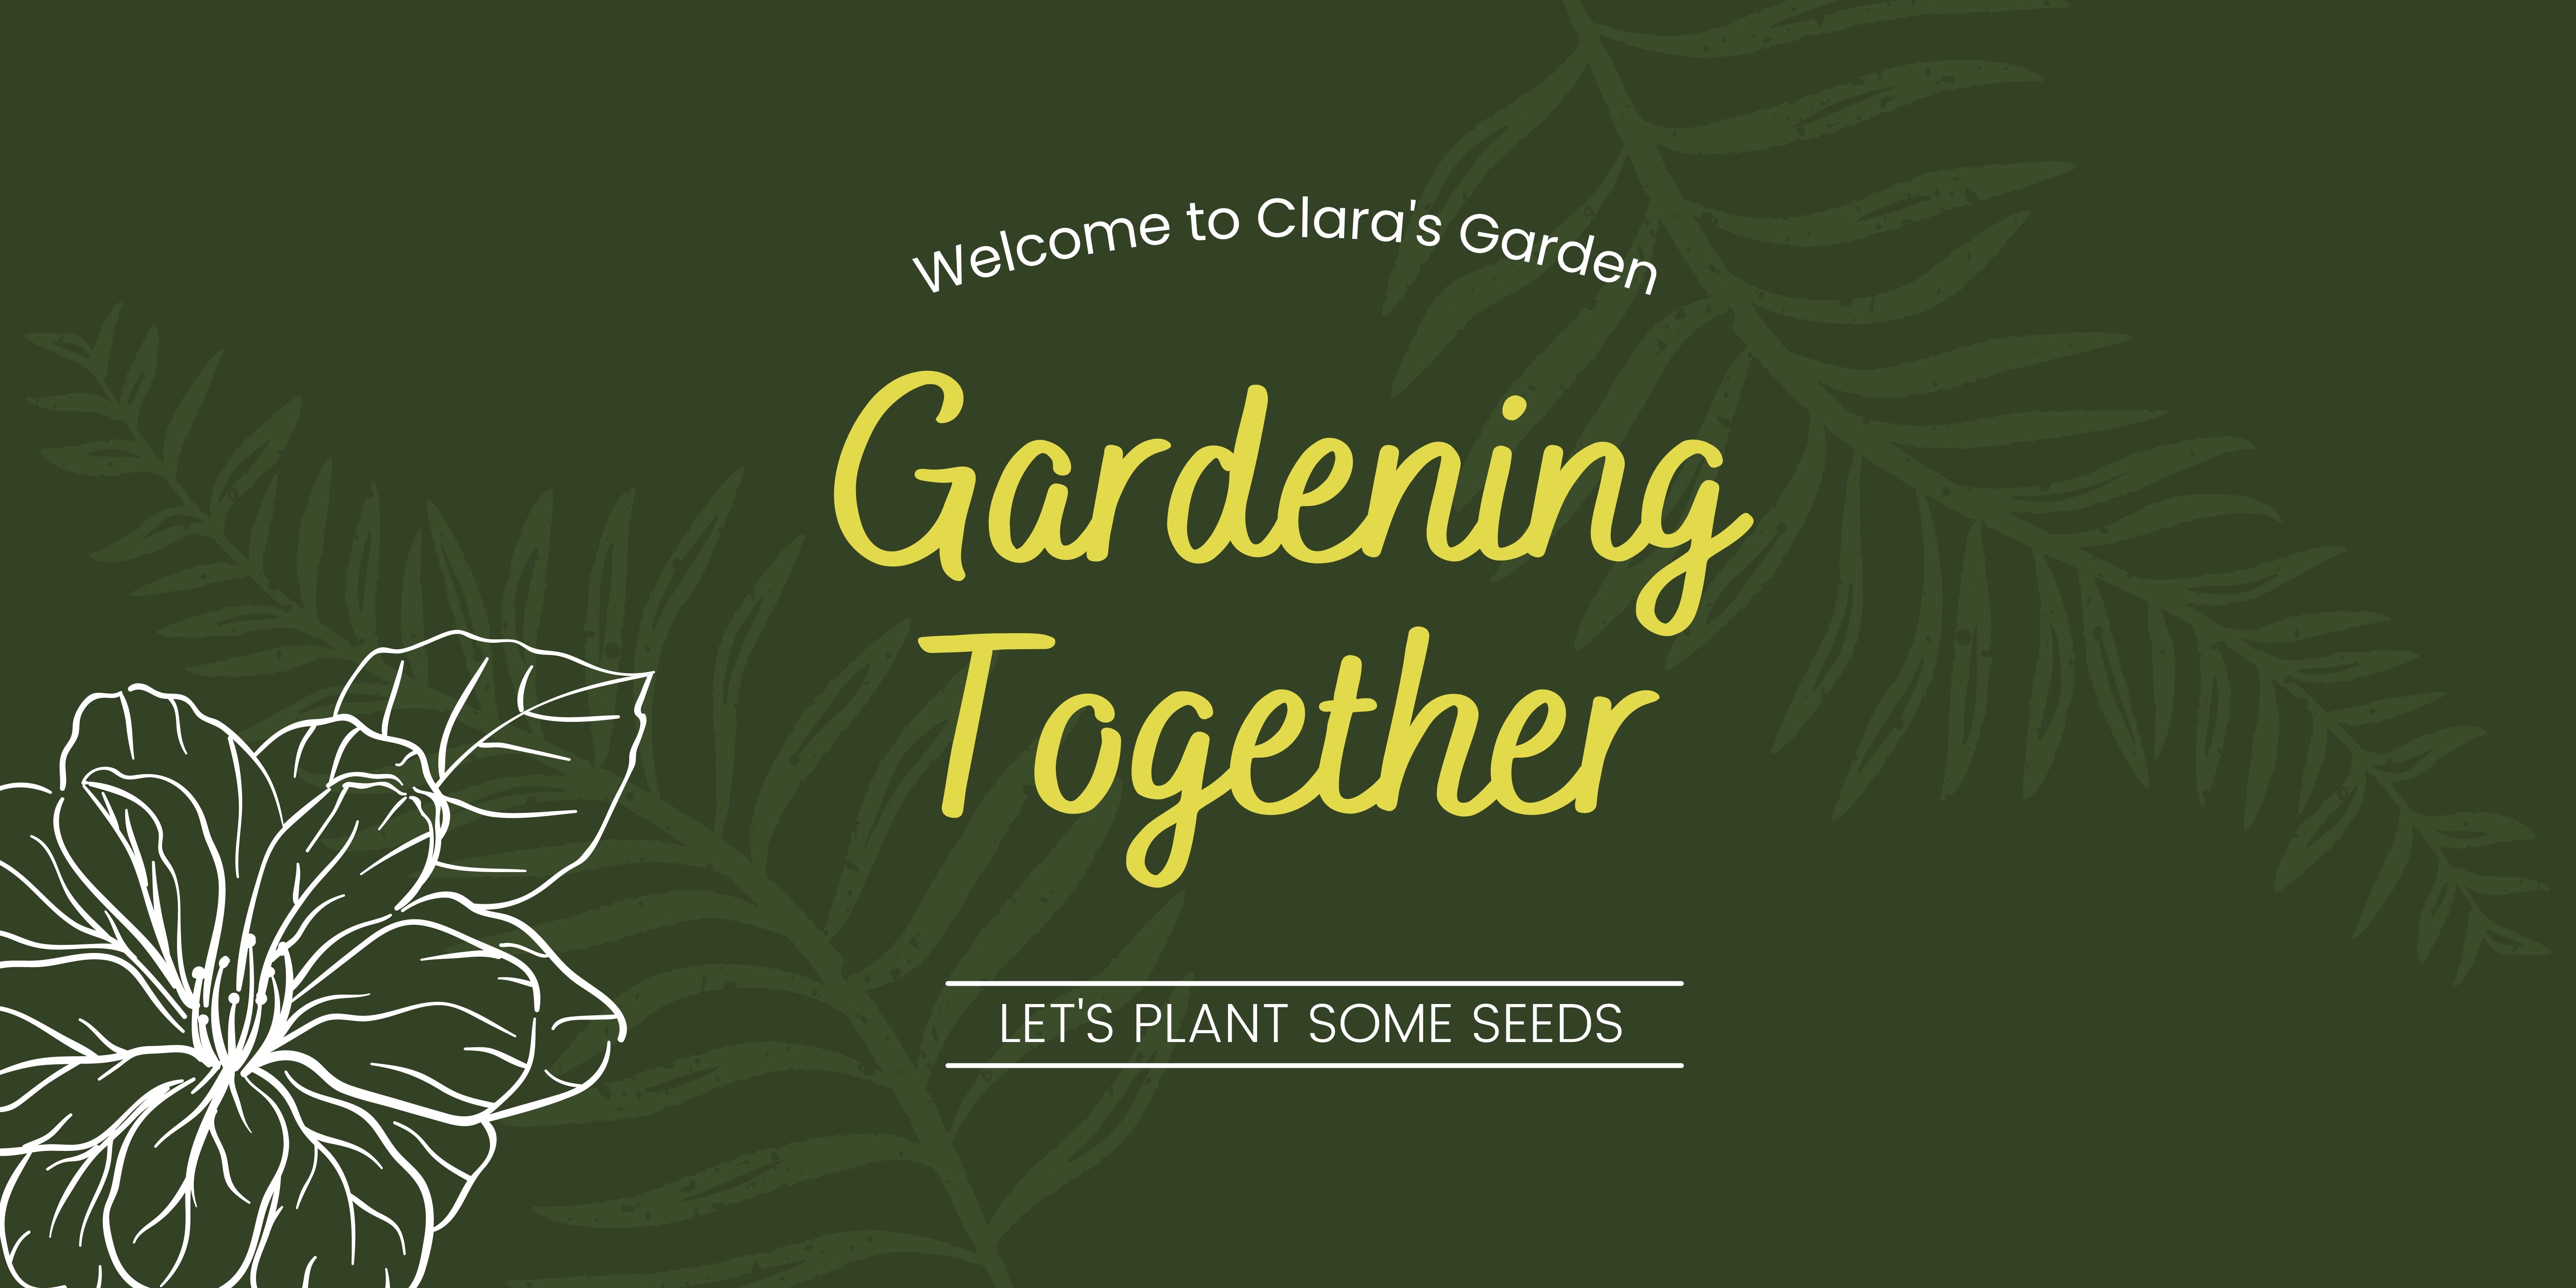 Welcome to Clara's Garden
Gardening
Together
LET'S PLANT SOME SEEDS